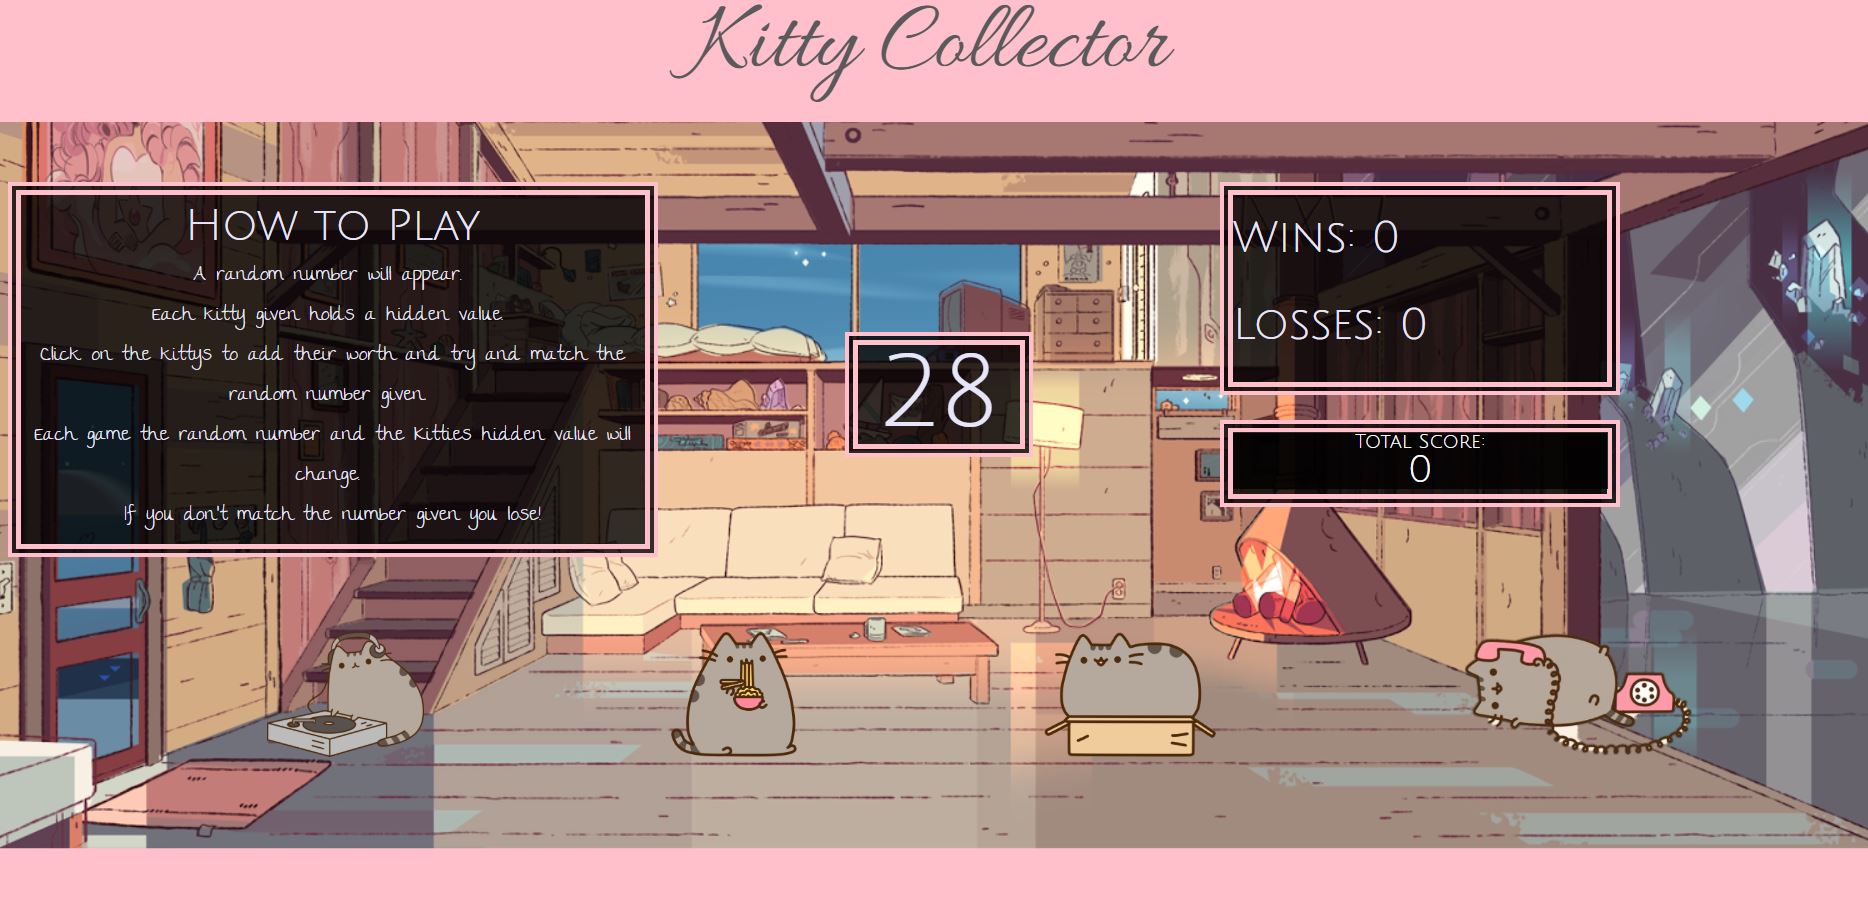 Kitty Collector
How to Play
A random number will appear.
Each kitty given holds a hidden value.
Click on the kittys to add their worth and try and match the
random number given.
Each game the random number and the kitties hidden value will
change.
If you don't match the number given you lose!
28
Wins: 0
Losses: 0
Total Score:
0